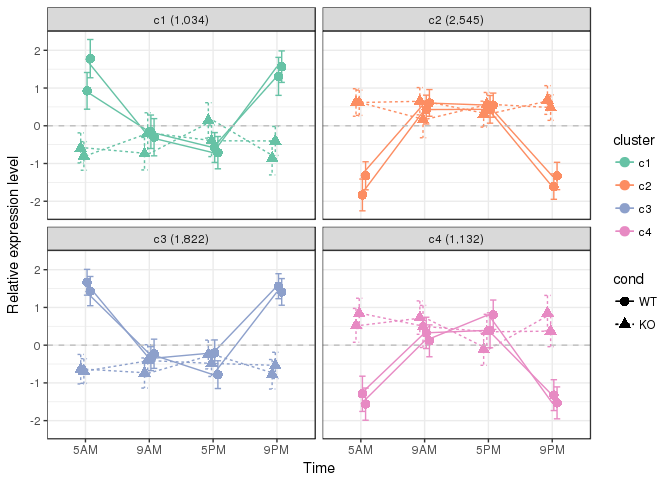 c1 (1,034)
c2 (2,545)
2
1
0
-1
-2
c3 (1,822)
c4 (1,132)
2
1
0
-1
-2
5AM 9AM 5PM 9PM
5AM 9AM 5PM 9PM
Time
Relative expression level
cluster
c1
c2
c3
c4
cond
WT
KO